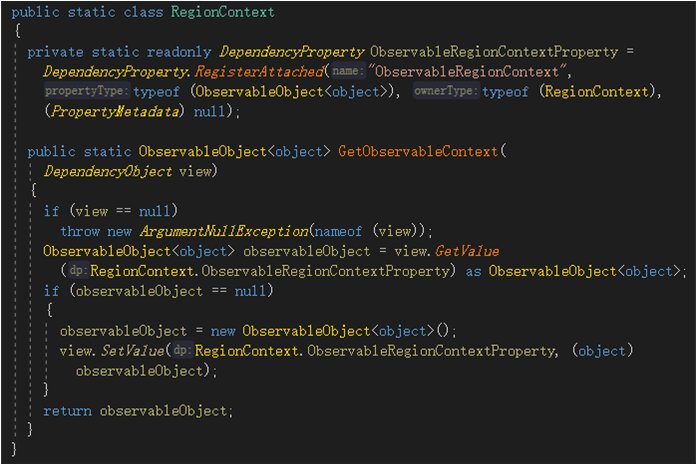 public static class RegionContext
{
private static readonly DependencyProperty ObservableRegionContextProperty =
DependencyProperty.RegisterAttached( name: "ObservableRegionContext",
propertyType: typeof (ObservableObject<object>), ownerType: typeof (RegionContext),
(PropertyMetadata) null);
public static ObservableObject<object> GetObservableContext(
DependencyObject view)
{
if (view == null)
throw new ArgumentNullException(nameof (view));
ObservableObject<object> observableObject = view.GetValue
( dp: RegionContext.ObservableRegionContextProperty) as ObservableObject<object>;
if (observableObject == null)
{
observableObject = new ObservableObject<object>();
view.SetValue( dp: RegionContext.ObservableRegionContextProperty, (object)
observableObject);
}
return observableObject;
}
}